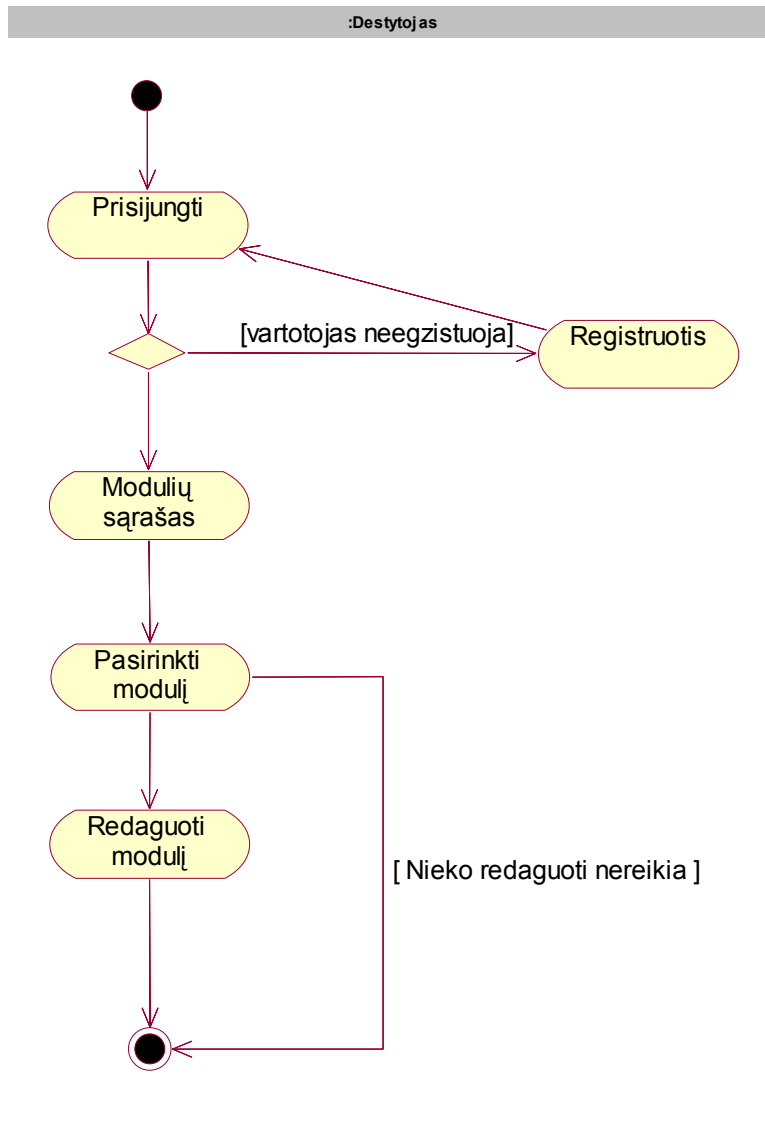 :Destytojas
Prisijungti
[vartotojas neegzistuoja]
Registruotis
Modulių
sąrašas
Pasirinkti
modulį
Redaguoti
modulį
[ Nieko redaguoti nereikia ]